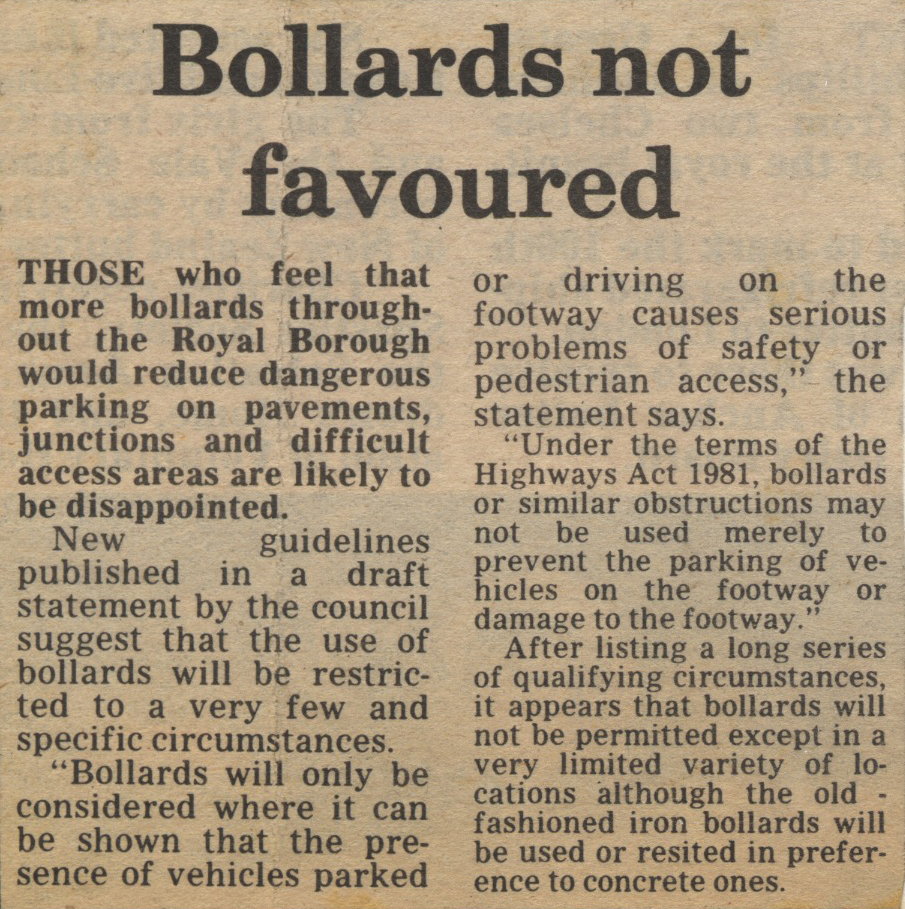 Bollards not
favoured
THOSE who feel that
more bollards through-
out the Royal Borough
would reduce dangerous
parking on pavements,
junctions and difficult
access areas are likely to
be disappointed.
New guidelines
published in a draft
statement by the council
suggest that the use of
bollards will be restric-
ted to a very few and
specific circumstances.
“Bollards will only be
considered where it can
be shown that the pre-
sence of vehicles parked
or driving on the
footway causes serious
problems of safety or
pedestrian access,” the
statement says.
“Under the terms of the
Highways Act 1981, bollards
or similar obstructions may
not be used merely to
prevent the parking of ve-
hicles on the footway or
damage to the footway.”
After listing a long series
of qualifying circumstances,
it appears that bollards will
not be permitted except in a
very limited variety of lo-
cations although the old -
fashioned iron bollards will
be used or resited in prefer-
ence to concrete ones.